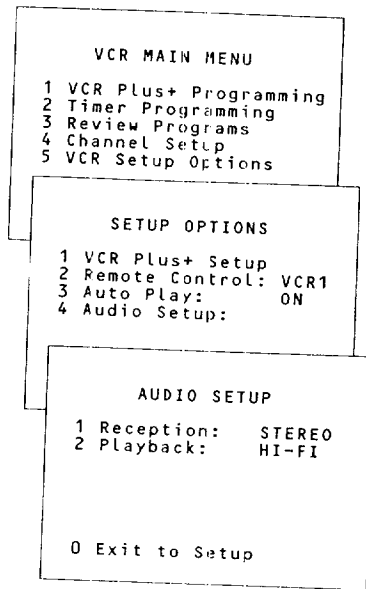 VCR MAIN MENU
1 VCR Plus+ Programming
2 Timer Programming
3 Review Programs
4 Channel Setup
5 VCR Setup Options
SETUP OPTIONS
1 VCR Plus+ Setup
2 Remote Control: VCR1
3 Auto Play: ON
4 Audio Setup:
AUDIO SETUP
1 Reception: STEREO
2 Playback: HI-FI
0 Exit to Setup